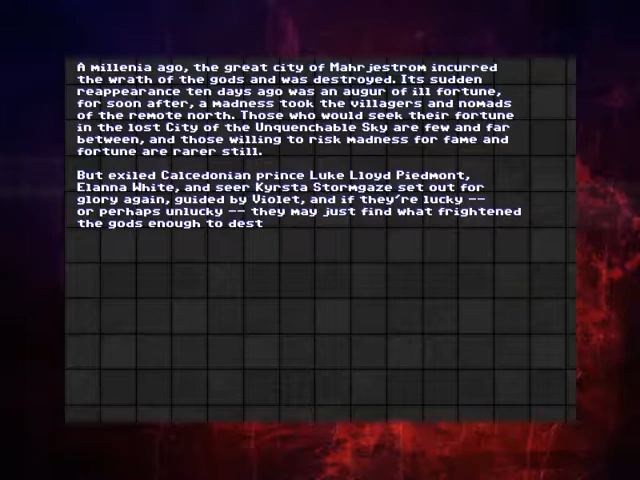 A millenia ago, the great city of Mahrjestrom incurred
the wrath of the gods and was destroyed. Its sudden
reappearance ten days ago was an augur of ill fortune,
for soon after, a madness took the villagers and nomads
of the remote north. Those who would seek their fortune
in the lost City of the Unquenchable Sky are few and far
between, and those willing to risk madness for fame and
fortune are rarer still.
But exiled Calcedonian prince Luke Lloyd Piedmont,
Elanna White, and seer Kyrsta Stormgaze set out for
glory again, guided by Violet, and if they're lucky --
or perhaps unlucky -- they may just find what frightened
the gods enough to dest